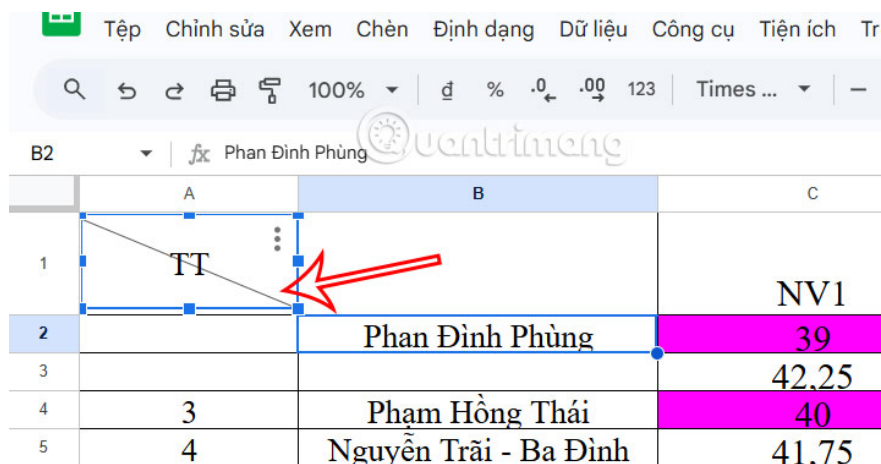 Tệp Chỉnh sửa Xem Chèn Định dạng Dữ liệu Công cụ Tiện ích Tr
100% đ % .0 .00 123 Times ...
B2 fx Phan Đình Phùng Quantrimang
A B C
1 TT NV1
2 Phan Đình Phùng 39
3 42,25
4 3 Phạm Hồng Thái 40
5 4 Nguyễn Trãi - Ba Đình 41,75